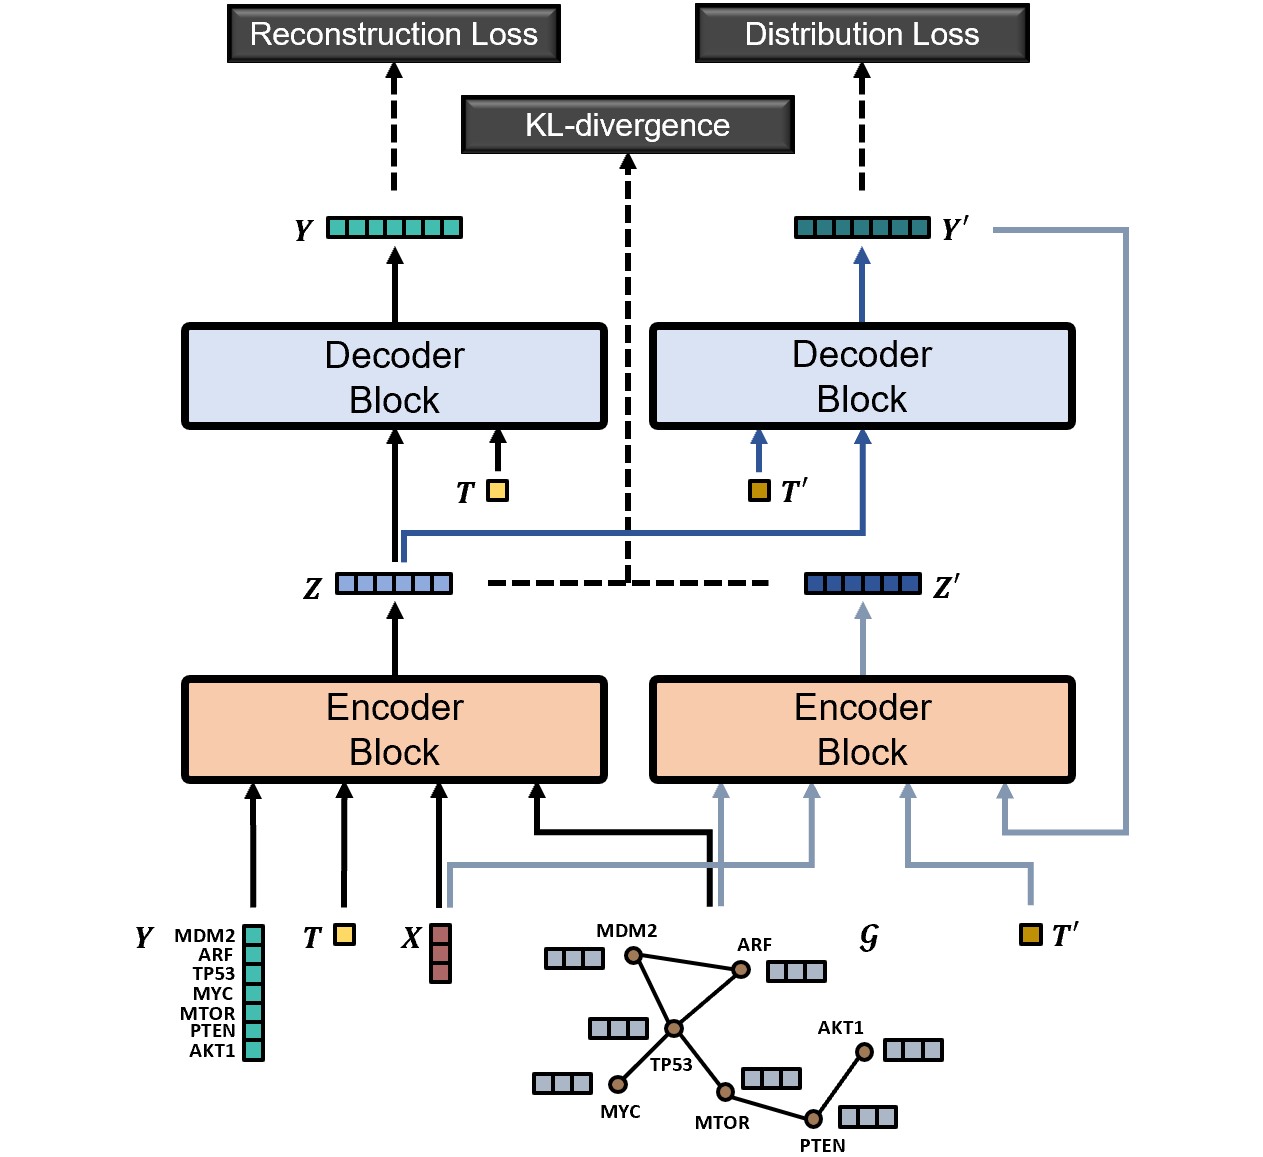 Reconstruction Loss
Distribution Loss
KL-divergence
Y
Y′
Decoder
Block
Decoder
Block
T
T′
Z
Z′
Encoder
Block
Encoder
Block
Y
MDM2
ARF
TP53
MYC
MTOR
PTEN
AKT1
T
X
MDM2
ARF
𝒢
T′
TP53
AKT1
MYC
MTOR
PTEN